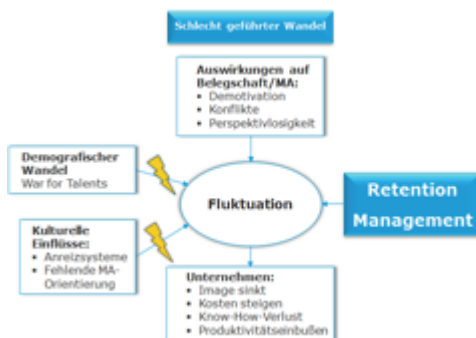 Schlecht geführter Wandel
Auswirkungen auf
Belegschaft/MA:
• Demotivation
• Konflikte
• Perspektivlosigkeit
Demografischer
Wandel
War for Talents
Fluktuation
Retention
Management
Kulturelle
Einflüsse:
• Anreizsysteme
• Fehlende MA-
Orientierung
Unternehmen:
• Image sinkt
• Kosten steigen
• Know-How-Verlust
• Produktivitätseinbußen